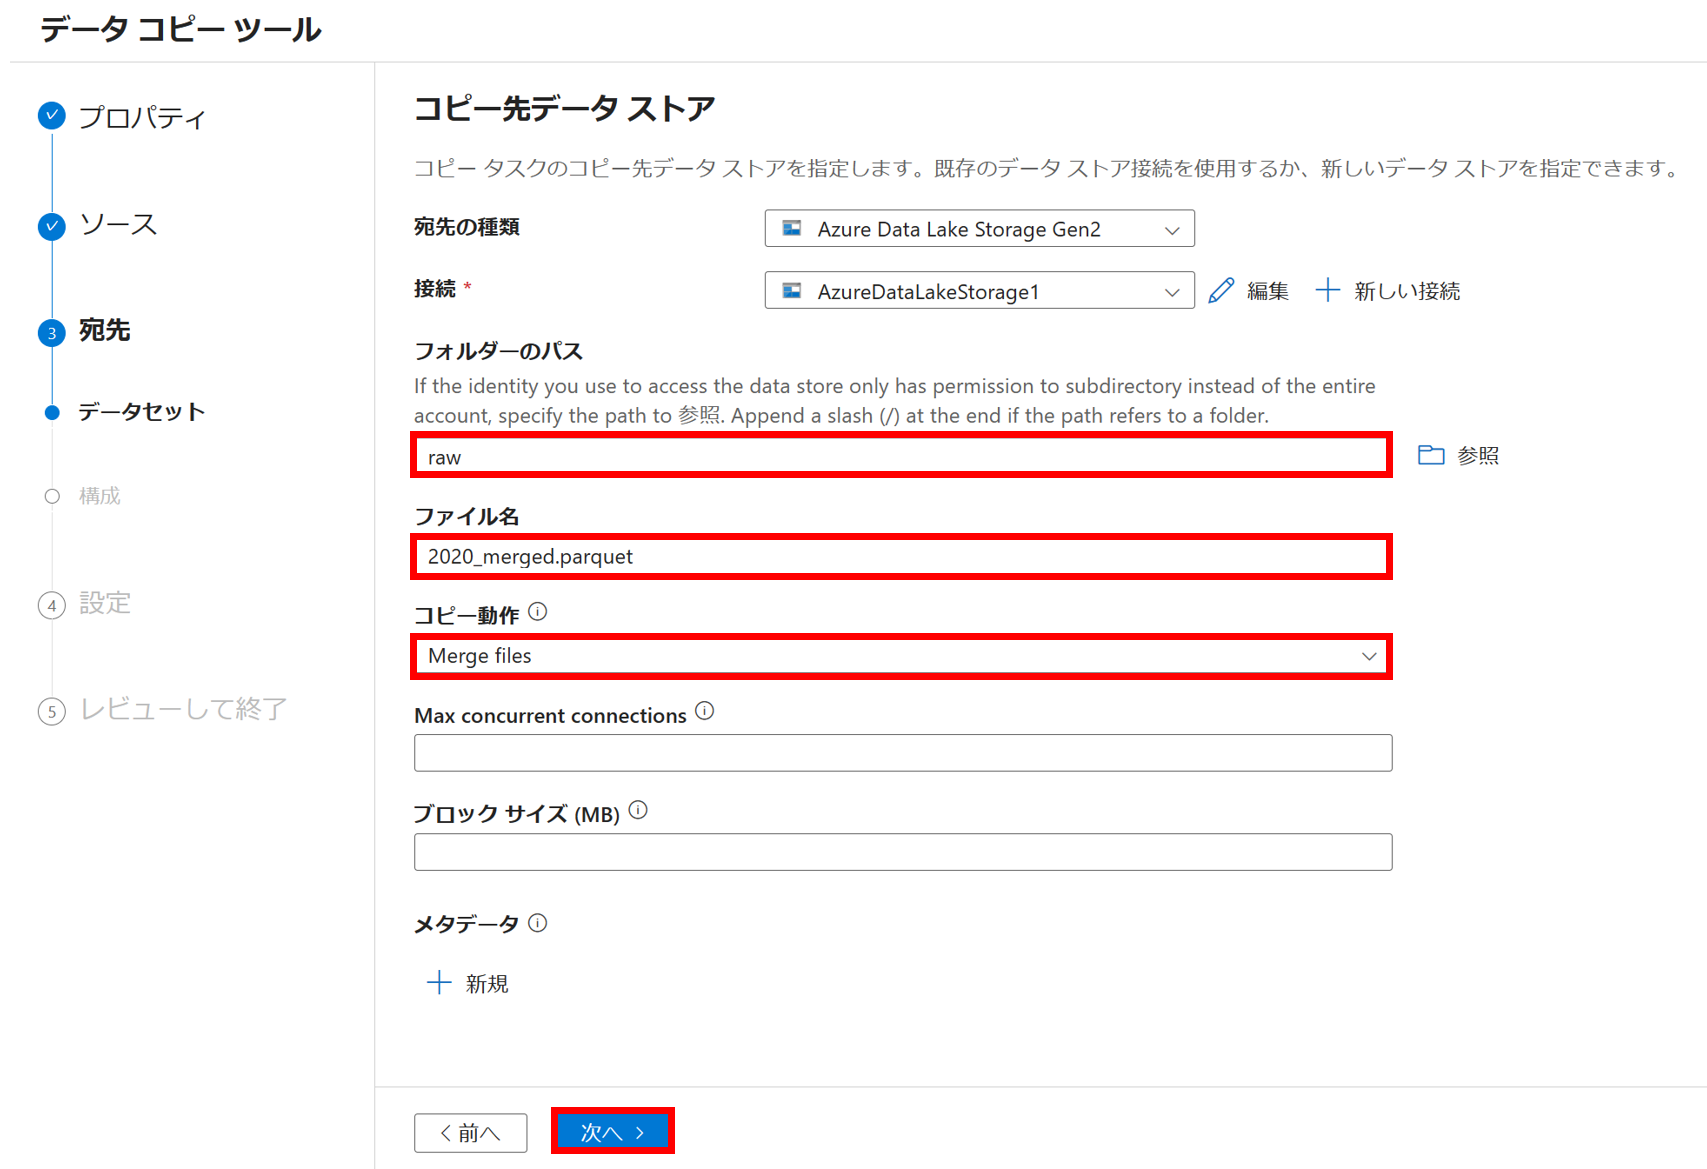 データ コピー ツール
プロパティ
ソース
3 宛先
データセット
構成
4 設定
5 レビューして終了
コピー先データ ストア
コピー タスクのコピー先データ ストアを指定します。既存のデータ ストア接続を使用するか、新しいデータ ストアを指定できます。
宛先の種類 Azure Data Lake Storage Gen2
接続 * AzureDataLakeStorage1 編集 新しい接続
フォルダーのパス
If the identity you use to access the data store only has permission to subdirectory instead of the entire
account, specify the path to 参照. Append a slash (/) at the end if the path refers to a folder.
raw 参照
ファイル名
2020_merged.parquet
コピー動作
Merge files
Max concurrent connections
ブロック サイズ (MB)
メタデータ
新規
前へ 次へ